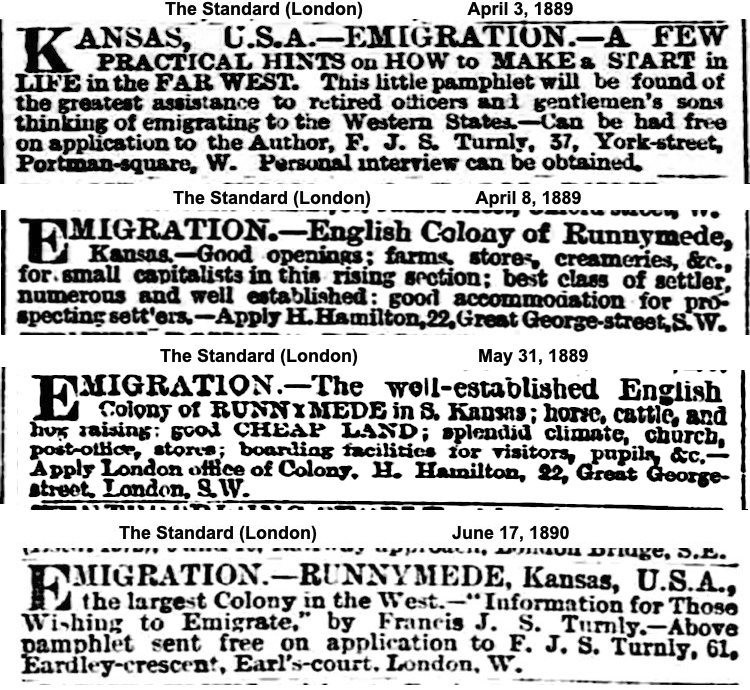 The Standard (London) April 3, 1889
KANSAS, U.S.A.—EMIGRATION.—A FEW
PRACTICAL HINTS on HOW to MAKE a START in
LIFE in the FAR WEST. This little pamphlet will be found of
the greatest assistance to retired officers and gentlemen's sons
thinking of emigrating to the Western States.—Can be had free
on application to the Author, F. J. S. Turnly, 37, York-street,
Portman-square, W. Personal interview can be obtained.
The Standard (London) April 8, 1889
EMIGRATION.—English Colony of Runnymede,
Kansas.—Good openings; farms, stores, creameries, &c.,
for small capitalists in this rising section; best class of settler,
numerous and well established: good accommodation for pro-
specting sett'ers.—Apply H. Hamilton, 22, Great George-street, S.W.
The Standard (London) May 31, 1889
EMIGRATION.—The well-established English
Colony of RUNNYMEDE in S. Kansas; horse, cattle, and
hog raising; good CHEAP LAND; splendid climate, church,
post-office, stores; boarding facilities for visitors, pupils, &c.—
Apply London office of Colony. H. Hamilton, 22, Great George-
street, London, S.W.
The Standard (London) June 17, 1890
Bridge, S.E.
EMIGRATION.—RUNNYMEDE, Kansas, U.S.A.,
the largest Colony in the West.—"Information for Those
Wishing to Emigrate," by Francis J. S. Turnly.—Above
pamphlet sent free on application to F. J. S. Turnly, 61,
Eardley-crescent, Earl's-court. London, W.